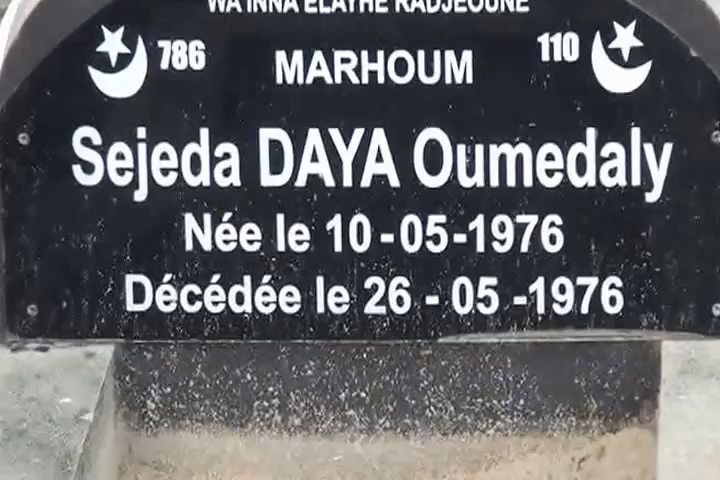 WA INNA ELAYHE RADJEOUNE
786 MARHOUM 110
Sejeda DAYA Oumedaly
Née le 10-05-1976
Décédée le 26 - 05 -1976